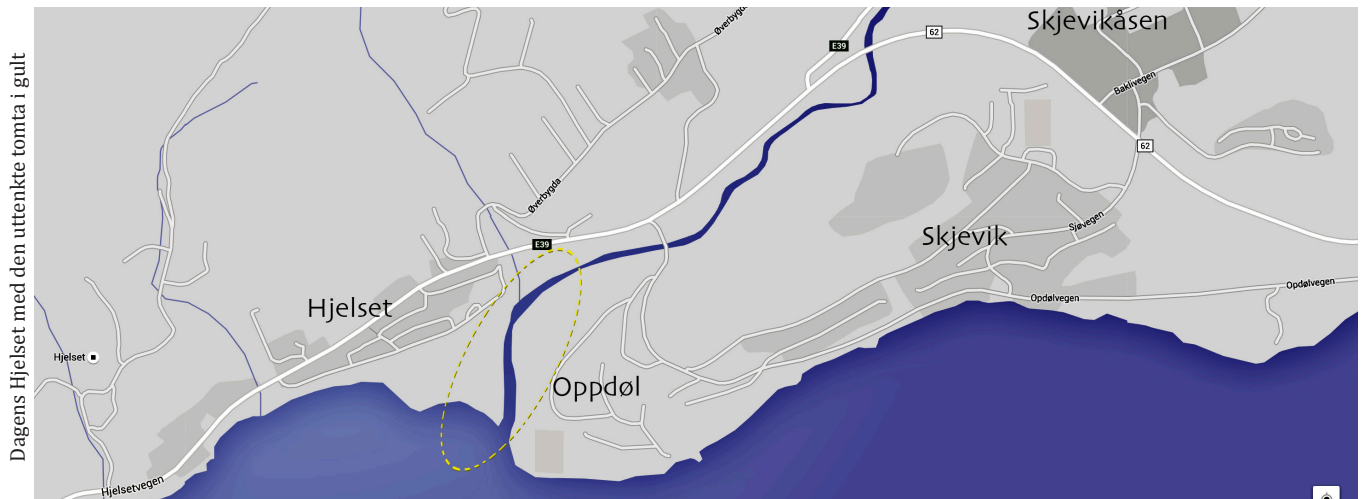 Dagens Hjelset med den uttenkte tomta i gult
Skjevikåsen
Øverbygda
E39
62
Baklivegen
62
Øverbygda
Sjøvegen
Skjevik
E39
Opdølvegen
Opdølvegen
Hjelset
Hjelset
Oppdøl
Hjelsetvegen